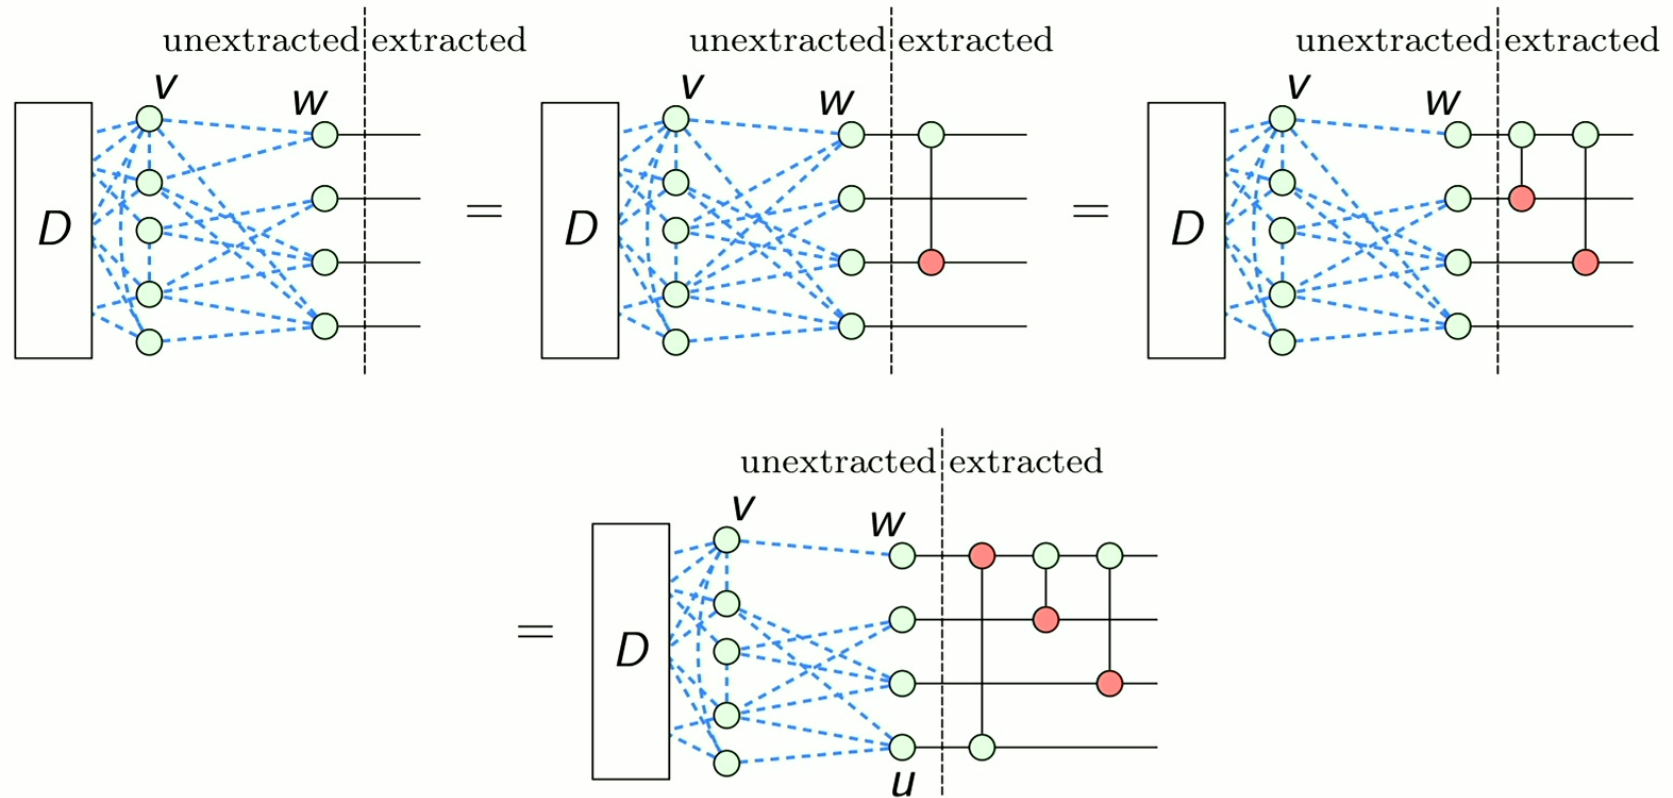 unextracted extracted
v
w
D
=
unextracted extracted
v
w
D
=
unextracted extracted
v
w
D
=
unextracted extracted
v
w
D
u